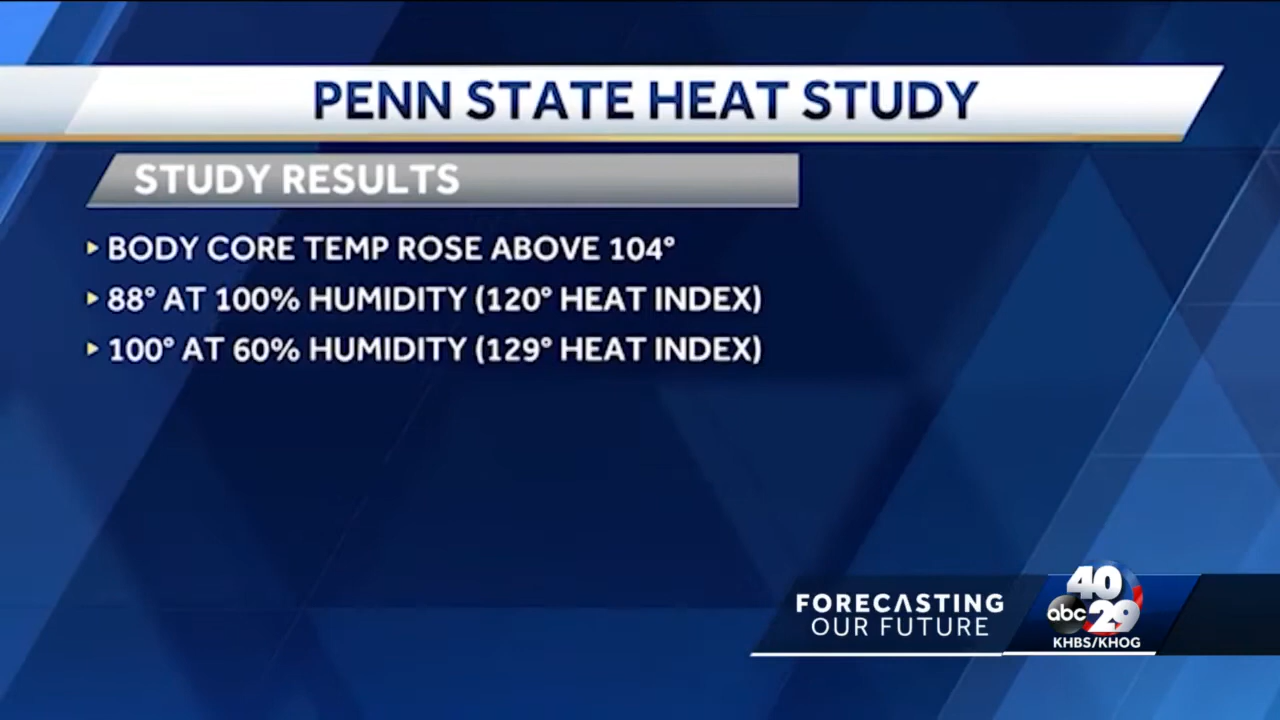 PENN STATE HEAT STUDY
STUDY RESULTS
BODY CORE TEMP ROSE ABOVE 104°
88° AT 100% HUMIDITY (120° HEAT INDEX)
100° AT 60% HUMIDITY (129° HEAT INDEX)
FORECASTING
OUR FUTURE
40
abc 29
KHBS/KHOG